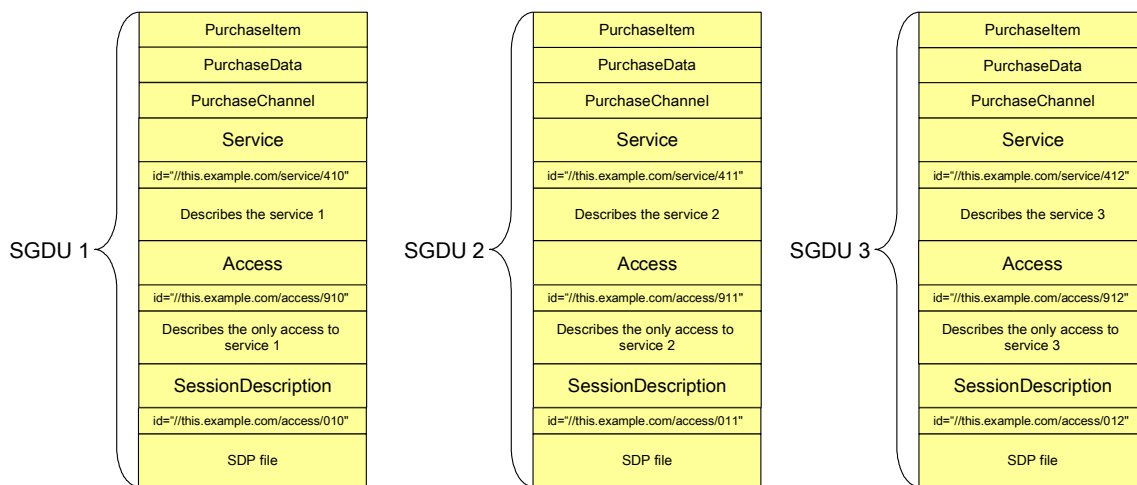 SGDU 1
PurchaseItem
PurchaseData
PurchaseChannel
Service
id="//this.example.com/service/410"
Describes the service 1
Access
id="//this.example.com/access/910"
Describes the only access to
service 1
SessionDescription
id="//this.example.com/access/010"
SDP file
SGDU 2
PurchaseItem
PurchaseData
PurchaseChannel
Service
id="//this.example.com/service/411"
Describes the service 2
Access
id="//this.example.com/access/911"
Describes the only access to
service 2
SessionDescription
id="//this.example.com/access/011"
SDP file
SGDU 3
PurchaseItem
PurchaseData
PurchaseChannel
Service
id="//this.example.com/service/412"
Describes the service 3
Access
id="//this.example.com/access/912"
Describes the only access to
service 3
SessionDescription
id="//this.example.com/access/012"
SDP file